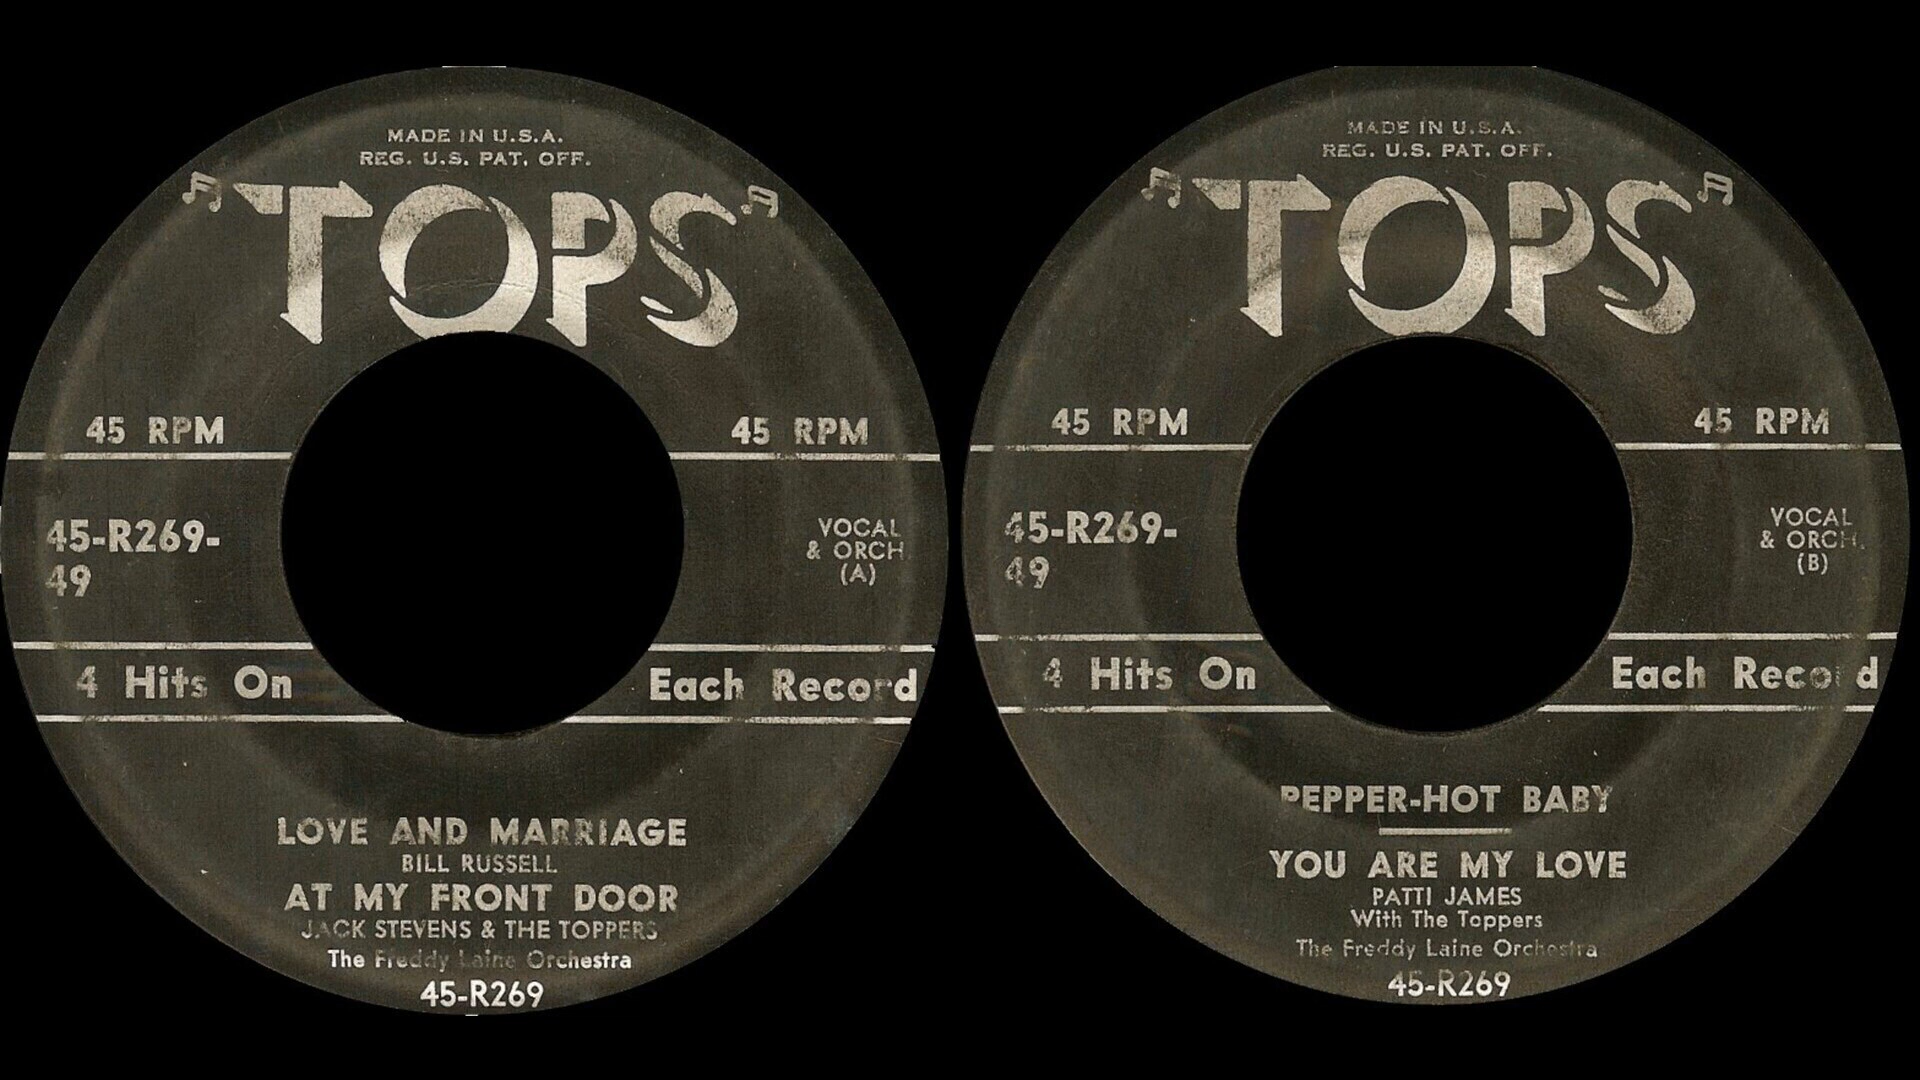 MADE IN U.S.A.
REG. U.S. PAT. OFF.
"TOPS"
45 RPM 45 RPM
45-R269-
49
VOCAL
& ORCH.
(A)
4 Hits On Each Record
LOVE AND MARRIAGE
BILL RUSSELL
AT MY FRONT DOOR
JACK STEVENS & THE TOPPERS
The Freddy Laine Orchestra
45-R269
MADE IN U.S.A.
REG. U.S. PAT. OFF.
"TOPS"
45 RPM 45 RPM
45-R269-
49
VOCAL
& ORCH.
(B)
4 Hits On Each Record
PEPPER-HOT BABY
YOU ARE MY LOVE
PATTI JAMES
With The Toppers
The Freddy Laine Orchestra
45-R269